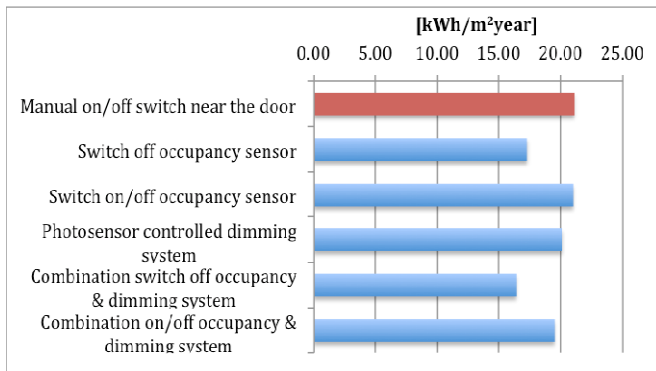 [kWh/m²year]
0.00 5.00 10.00 15.00 20.00 25.00
Manual on/off switch near the door
Switch off occupancy sensor
Switch on/off occupancy sensor
Photosensor controlled dimming
system
Combination switch off occupancy
& dimming system
Combination on/off occupancy &
dimming system